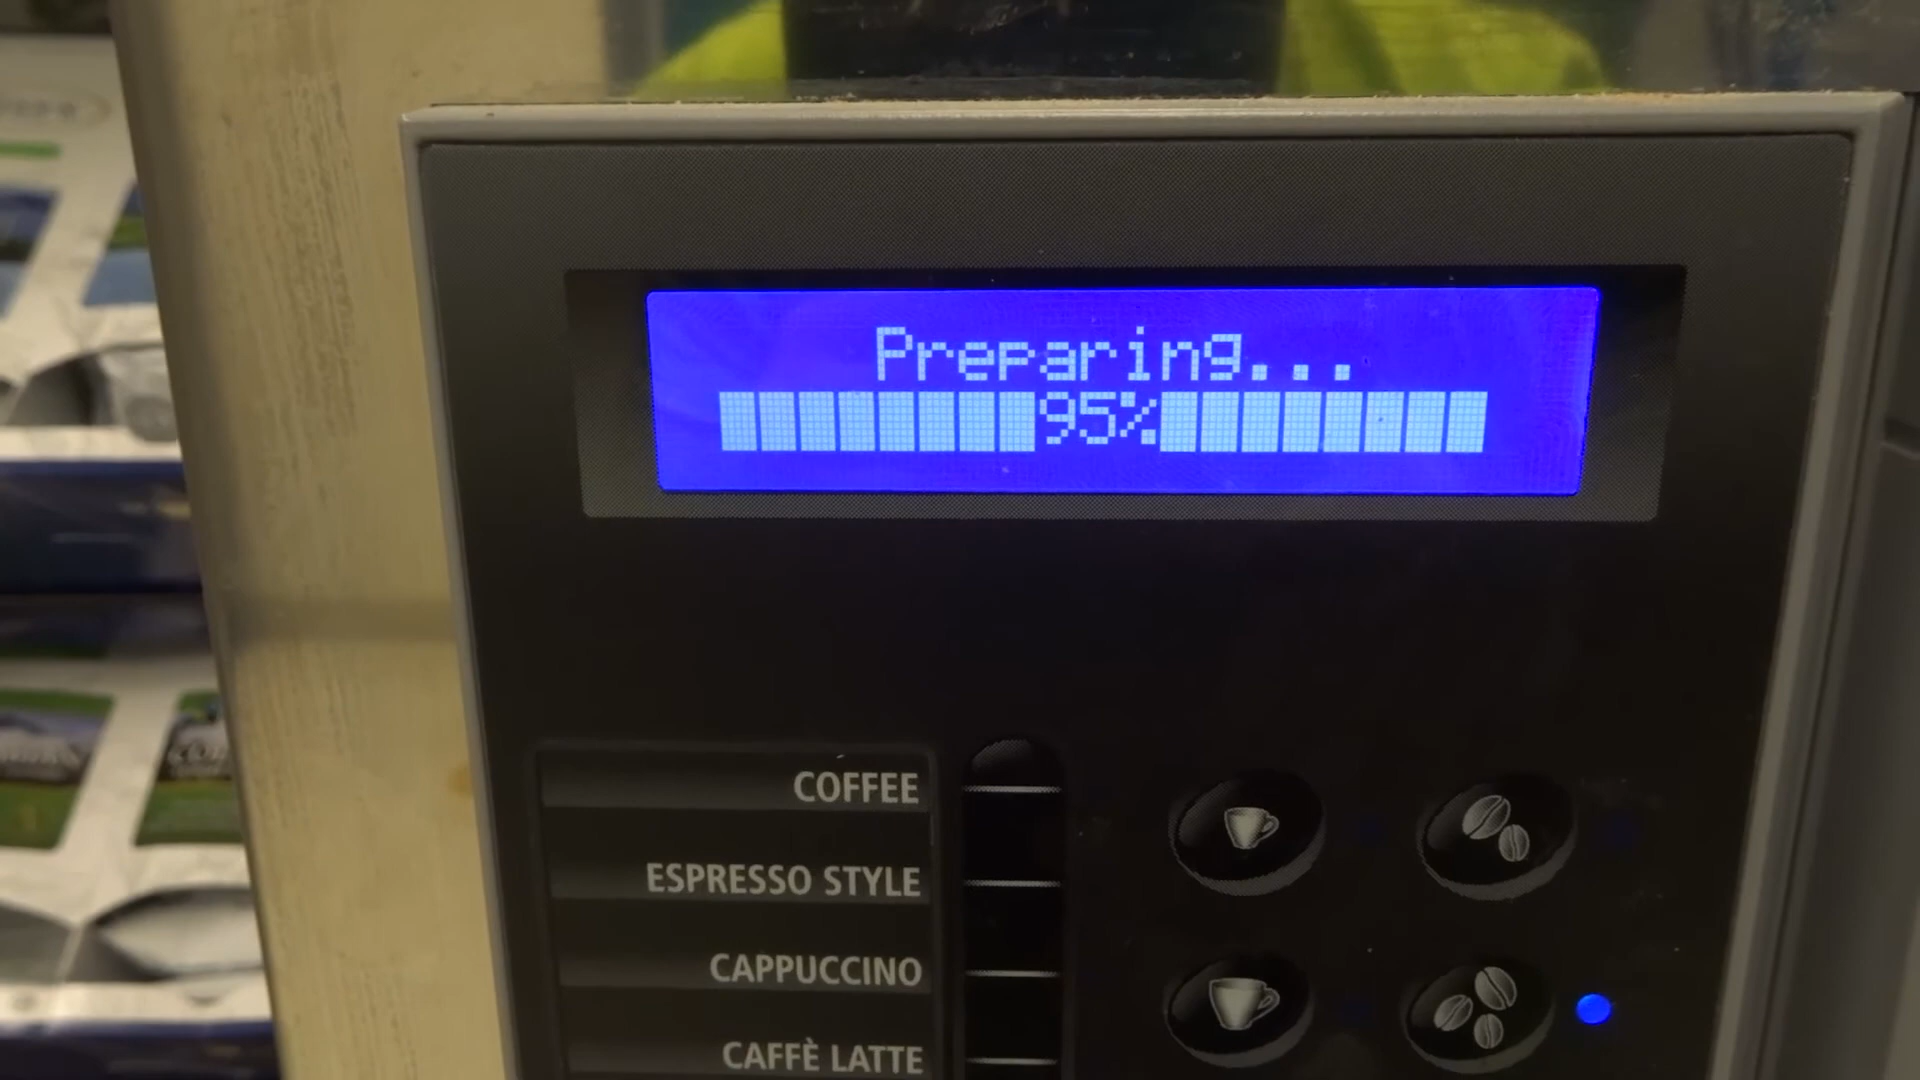 Preparing...
95%
COFFEE
ESPRESSO STYLE
CAPPUCCINO
CAFFÈ LATTE